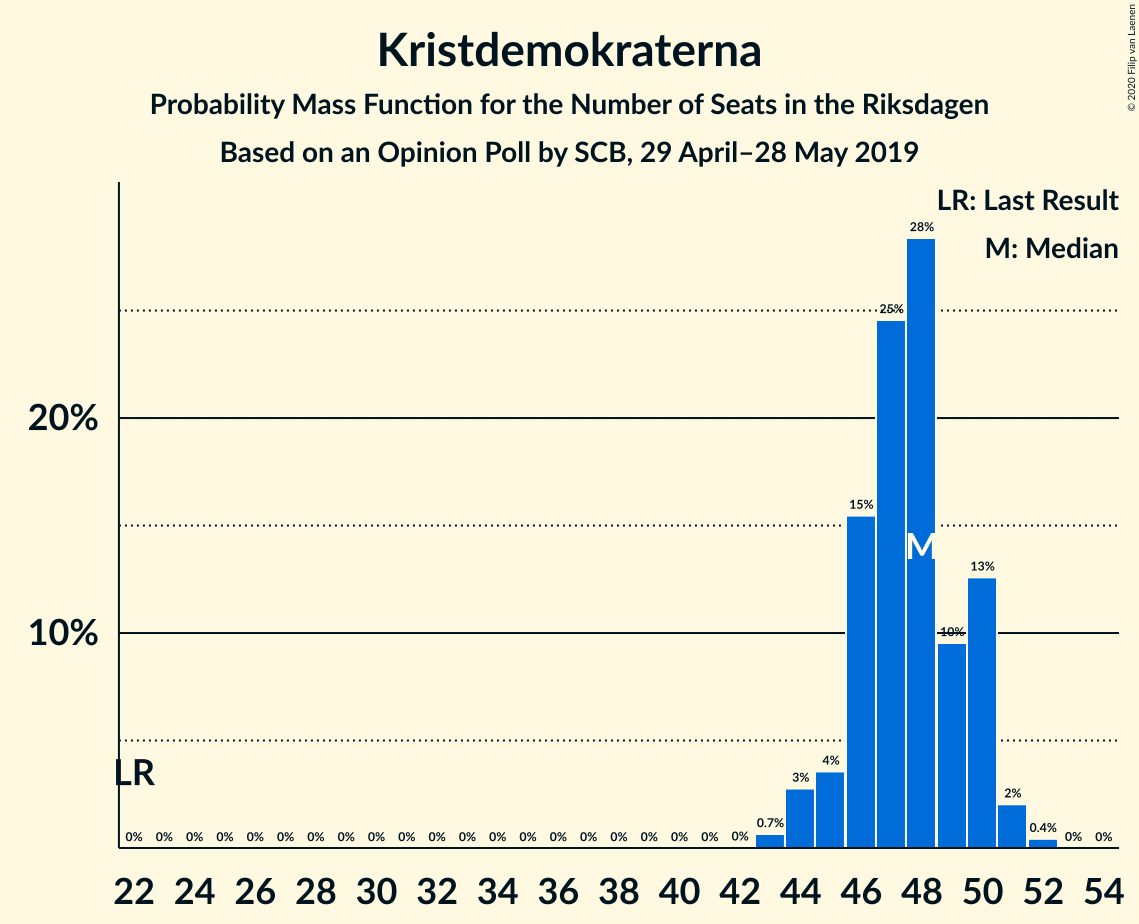 © 2020 Filip van Laenen
Kristdemokraterna
Probability Mass Function for the Number of Seats in the Riksdagen
Based on an Opinion Poll by SCB, 29 April–28 May 2019
LR: Last Result
M: Median
28%
25%
20%
15%
M
13%
10%
10%
LR
4%
3%
2%
0.7%
0.4%
0% 0% 0% 0% 0% 0% 0% 0% 0% 0% 0% 0% 0% 0% 0% 0% 0% 0% 0% 0% 0% 0% 0%
22 24 26 28 30 32 34 36 38 40 42 44 46 48 50 52 54